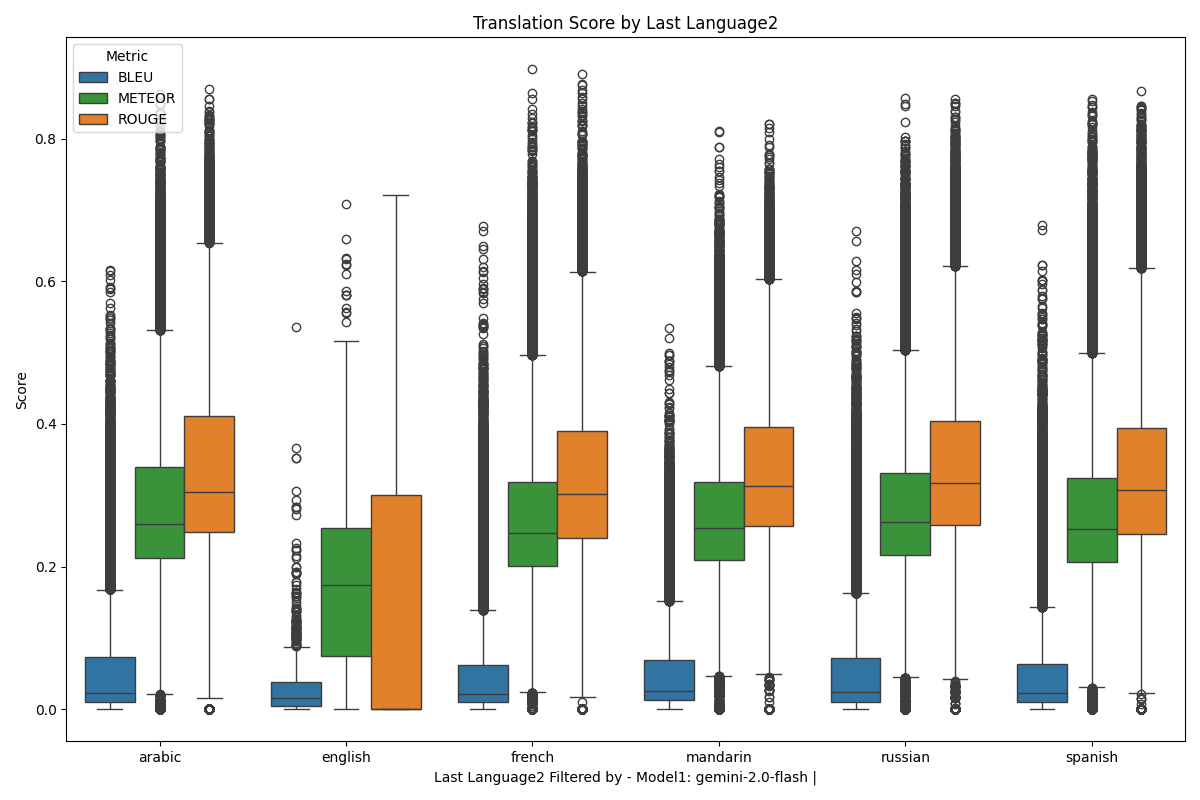 Translation Score by Last Language2
Metric
BLEU
METEOR
ROUGE
Score
0.8
0.6
0.4
0.2
0.0
arabic
english
french
mandarin
russian
spanish
Last Language2 Filtered by - Model1: gemini-2.0-flash |